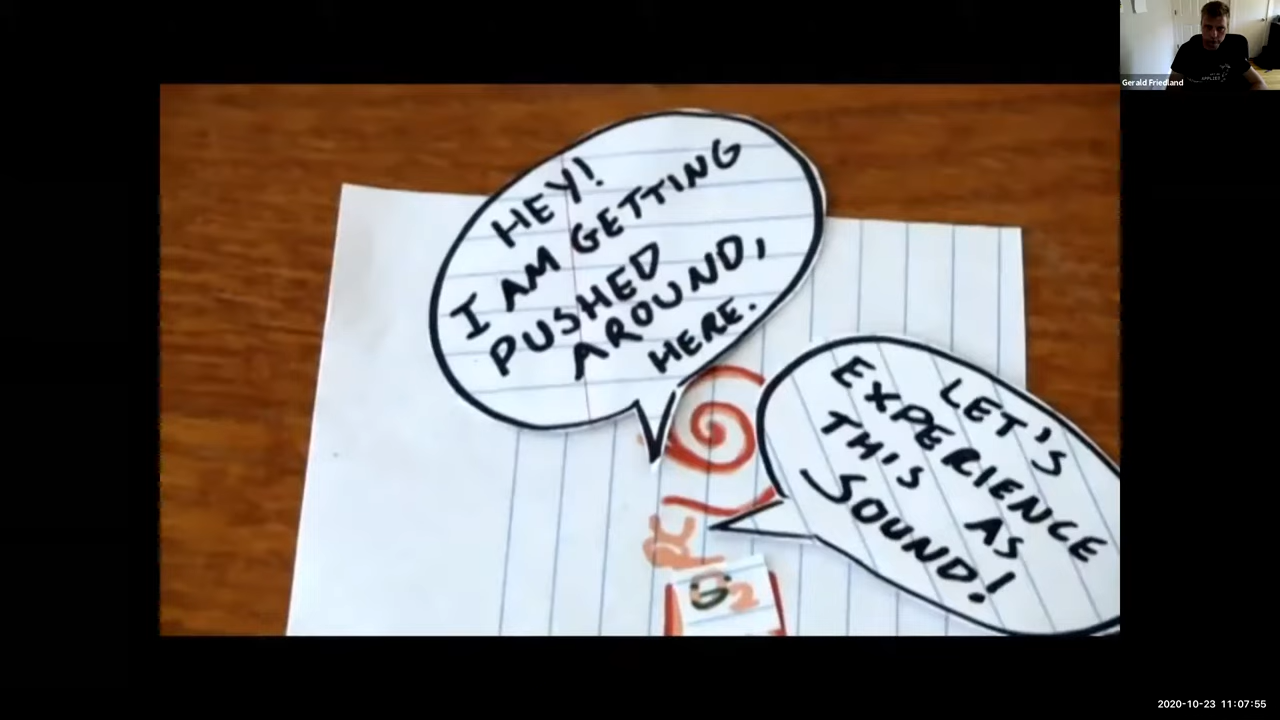 Gerald Friedland
HEY!
I AM GETTING
PUSHED
AROUND,
HERE.
LET'S
EXPERIENCE
THIS AS
SOUND!
2020-10-23 11:07:55